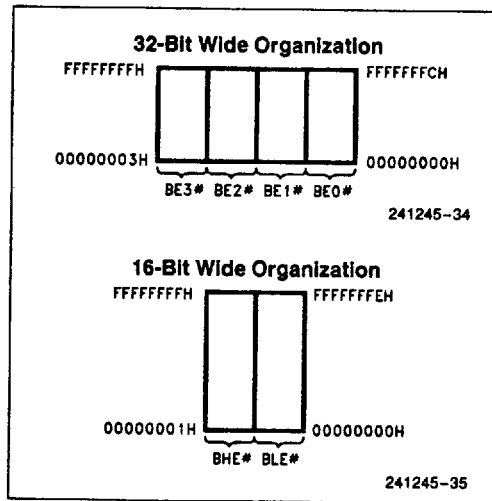 32-Bit Wide Organization
FFFFFFFFH FFFFFFFCH
00000003H 00000000H
BE3# BE2# BE1# BE0#
241245-34
16-Bit Wide Organization
FFFFFFFFH FFFFFFFEH
00000001H 00000000H
BHE# BLE#
241245-35